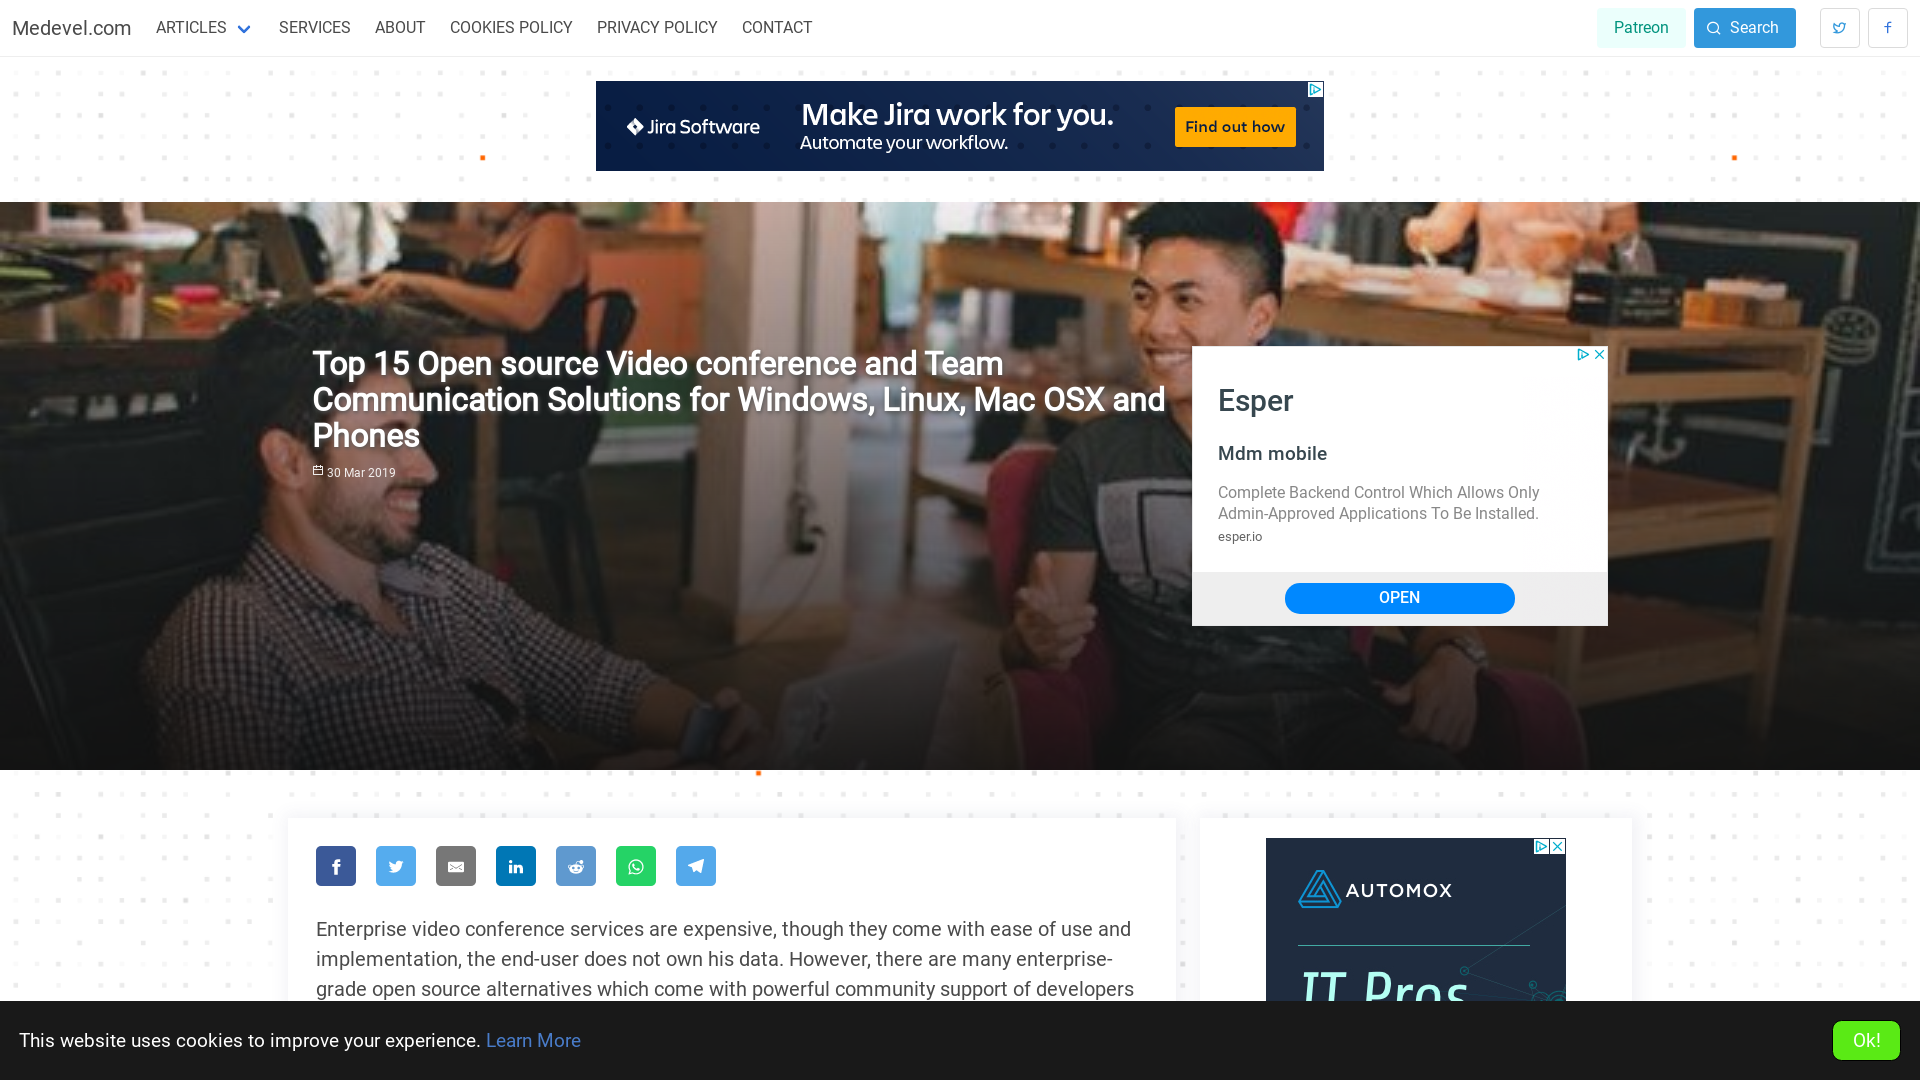 Medevel.com
ARTICLES
SERVICES
ABOUT
COOKIES POLICY
PRIVACY POLICY
CONTACT
Patreon
Search
Jira Software
Make Jira work for you.
Automate your workflow.
Find out how
Top 15 Open source Video conference and Team
Communication Solutions for Windows, Linux, Mac OSX and
Phones
30 Mar 2019
Esper
Mdm mobile
Complete Backend Control Which Allows Only
Admin-Approved Applications To Be Installed.
esper.io
OPEN
Enterprise video conference services are expensive, though they come with ease of use and
implementation, the end-user does not own his data. However, there are many enterprise-
grade open source alternatives which come with powerful community support of developers
AUTOMOX
IT Pros
This website uses cookies to improve your experience. Learn More
Ok!